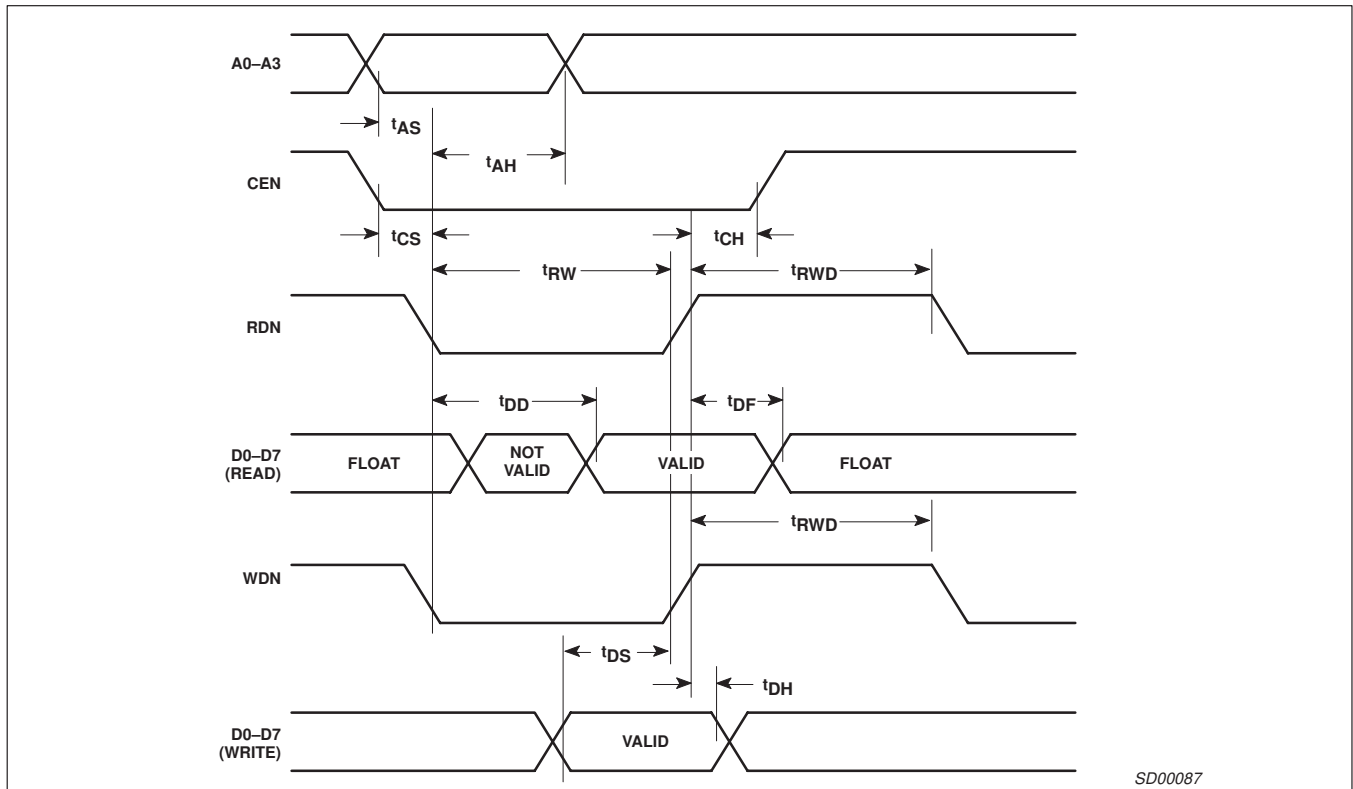 A0–A3
tAS
tAH
CEN
tCS
tCH
tRW
tRWD
RDN
tDD
tDF
D0–D7
(READ)
FLOAT
NOT
VALID
VALID
FLOAT
tRWD
WDN
tDS
tDH
D0–D7
(WRITE)
VALID
SD00087